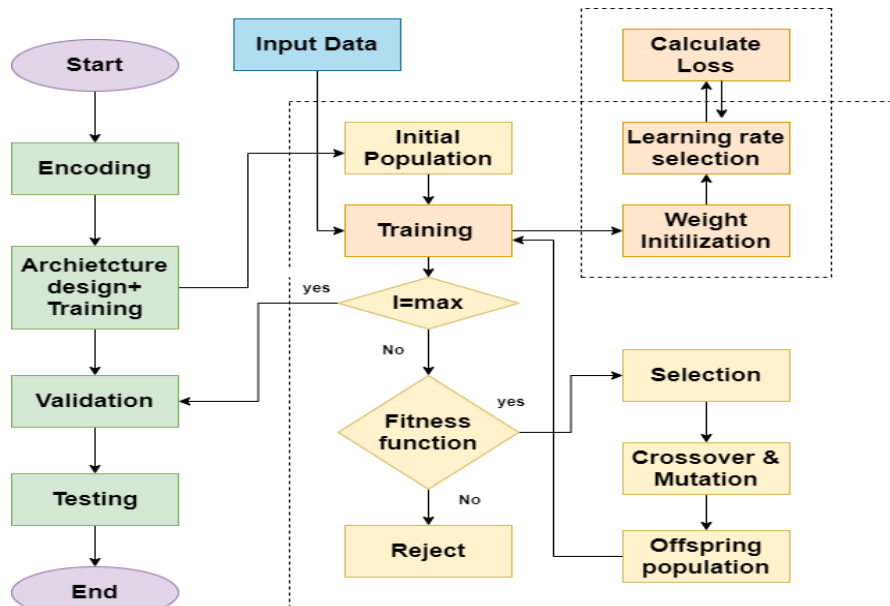 Start
Encoding
Archietcture
design+
Training
Validation
Testing
End
Input Data
Initial
Population
Training
yes
I=max
No
Fitness
function
yes
No
Reject
Calculate
Loss
Learning rate
selection
Weight
Initilization
Selection
Crossover &
Mutation
Offspring
population